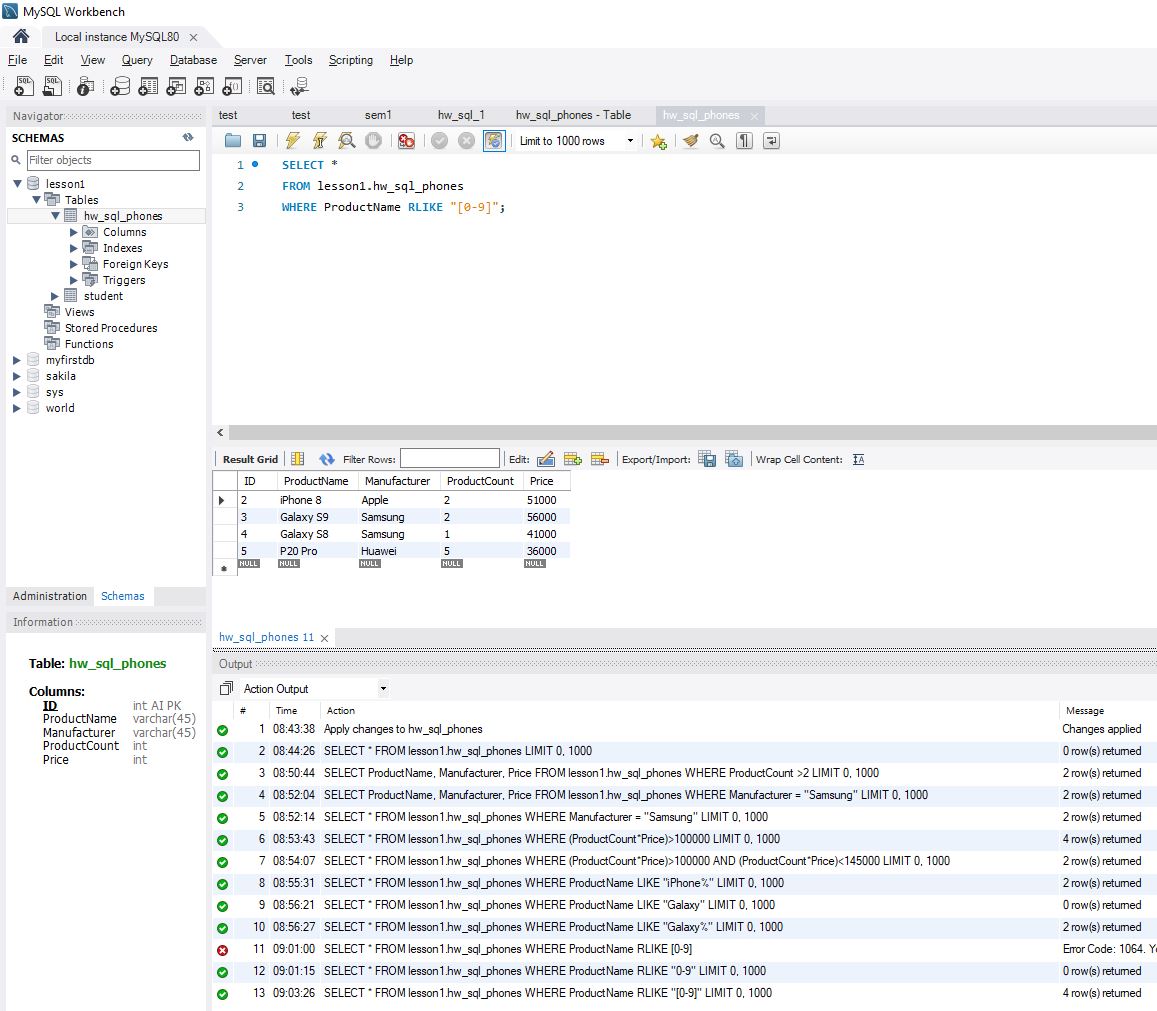 MySQL Workbench
Local instance MySQL80
File Edit View Query Database Server Tools Scripting Help
Navigator
SCHEMAS
Filter objects
lesson1
Tables
hw_sql_phones
Columns
Indexes
Foreign Keys
Triggers
student
Views
Stored Procedures
Functions
myfirstdb
sakila
sys
world
Administration Schemas
Information
Table: hw_sql_phones
Columns:
ID int AI PK
ProductName varchar(45)
Manufacturer varchar(45)
ProductCount int
Price int
test test sem1 hw_sql_1 hw_sql_phones - Table hw_sql_phones
Limit to 1000 rows
1 SELECT *
2 FROM lesson1.hw_sql_phones
3 WHERE ProductName RLIKE "[0-9]";
Result Grid Filter Rows: Edit: Export/Import: Wrap Cell Content:
ID ProductName Manufacturer ProductCount Price
2 iPhone 8 Apple 2 51000
3 Galaxy S9 Samsung 2 56000
4 Galaxy S8 Samsung 1 41000
5 P20 Pro Huawei 5 36000
NULL NULL NULL NULL NULL
hw_sql_phones 11
Output
Action Output
# Time Action Message
1 08:43:38 Apply changes to hw_sql_phones Changes applied
2 08:44:26 SELECT * FROM lesson1.hw_sql_phones LIMIT 0, 1000 0 row(s) returned
3 08:50:44 SELECT ProductName, Manufacturer, Price FROM lesson1.hw_sql_phones WHERE ProductCount >2 LIMIT 0, 1000 2 row(s) returned
4 08:52:04 SELECT ProductName, Manufacturer, Price FROM lesson1.hw_sql_phones WHERE Manufacturer = "Samsung" LIMIT 0, 1000 2 row(s) returned
5 08:52:14 SELECT * FROM lesson1.hw_sql_phones WHERE Manufacturer = "Samsung" LIMIT 0, 1000 2 row(s) returned
6 08:53:43 SELECT * FROM lesson1.hw_sql_phones WHERE (ProductCount*Price)>100000 LIMIT 0, 1000 4 row(s) returned
7 08:54:07 SELECT * FROM lesson1.hw_sql_phones WHERE (ProductCount*Price)>100000 AND (ProductCount*Price)<145000 LIMIT 0, 1000 2 row(s) returned
8 08:55:31 SELECT * FROM lesson1.hw_sql_phones WHERE ProductName LIKE "iPhone%" LIMIT 0, 1000 2 row(s) returned
9 08:56:21 SELECT * FROM lesson1.hw_sql_phones WHERE ProductName LIKE "Galaxy" LIMIT 0, 1000 0 row(s) returned
10 08:56:27 SELECT * FROM lesson1.hw_sql_phones WHERE ProductName LIKE "Galaxy%" LIMIT 0, 1000 2 row(s) returned
11 09:01:00 SELECT * FROM lesson1.hw_sql_phones WHERE ProductName RLIKE [0-9] Error Code: 1064. Y
12 09:01:15 SELECT * FROM lesson1.hw_sql_phones WHERE ProductName RLIKE "0-9" LIMIT 0, 1000 0 row(s) returned
13 09:03:26 SELECT * FROM lesson1.hw_sql_phones WHERE ProductName RLIKE "[0-9]" LIMIT 0, 1000 4 row(s) returned